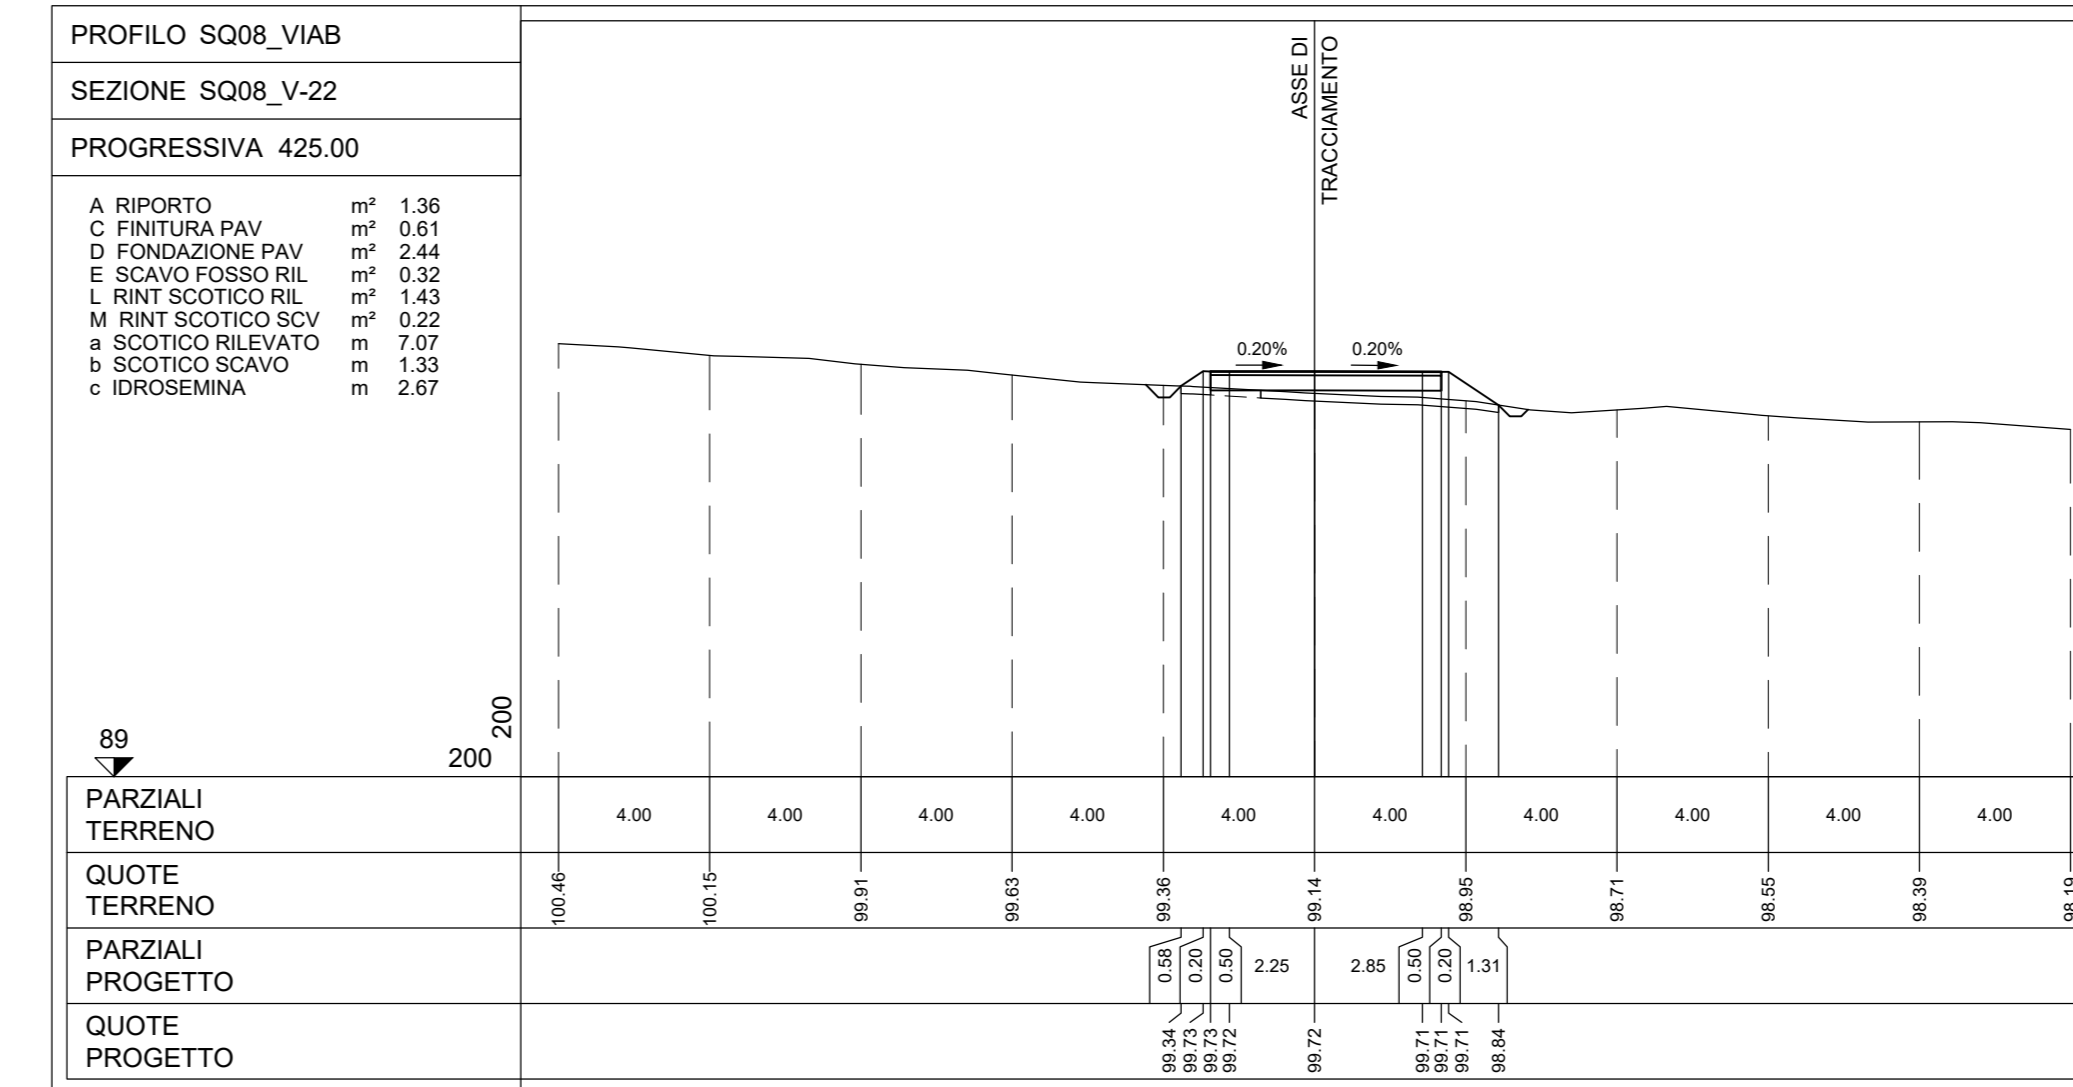 PROFILO SQ08_VIAB
SEZIONE SQ08_V-22
PROGRESSIVA 425.00
A RIPORTO m² 1.36
C FINITURA PAV m² 0.61
D FONDAZIONE PAV m² 2.44
E SCAVO FOSSO RIL m² 0.32
L RINT SCOTICO RIL m² 1.43
M RINT SCOTICO SCV m² 0.22
a SCOTICO RILEVATO m 7.07
b SCOTICO SCAVO m 1.33
c IDROSEMINA m 2.67
ASSE DI
TRACCIAMENTO
0.20% 0.20%
89
200
200
PARZIALI
TERRENO
4.00 4.00 4.00 4.00 4.00 4.00 4.00 4.00 4.00 4.00
QUOTE
TERRENO
100.46 100.15 99.91 99.63 99.36 99.14 98.95 98.71 98.55 98.39 98.19
PARZIALI
PROGETTO
0.58 0.20 0.50 2.25 2.85 0.50 0.20 1.31
QUOTE
PROGETTO
99.34 99.73 99.73 99.72 99.72 99.71 99.71 99.71 98.84